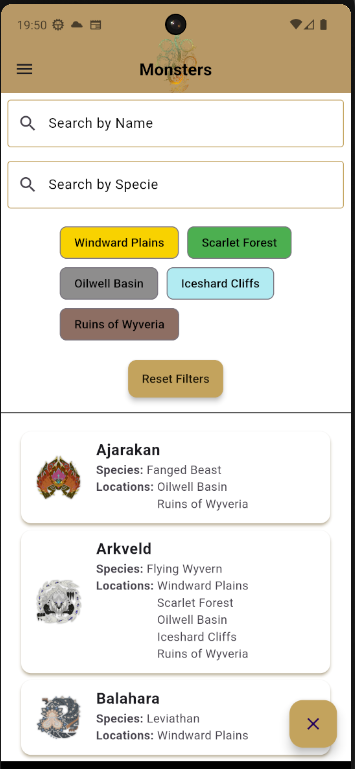 19:50
Monsters
Search by Name
Search by Specie
Windward Plains
Scarlet Forest
Oilwell Basin
Iceshard Cliffs
Ruins of Wyveria
Reset Filters
Ajarakan
Species: Fanged Beast
Locations: Oilwell Basin
Ruins of Wyveria
Arkveld
Species: Flying Wyvern
Locations: Windward Plains
Scarlet Forest
Oilwell Basin
Iceshard Cliffs
Ruins of Wyveria
Balahara
Species: Leviathan
Locations: Windward Plains